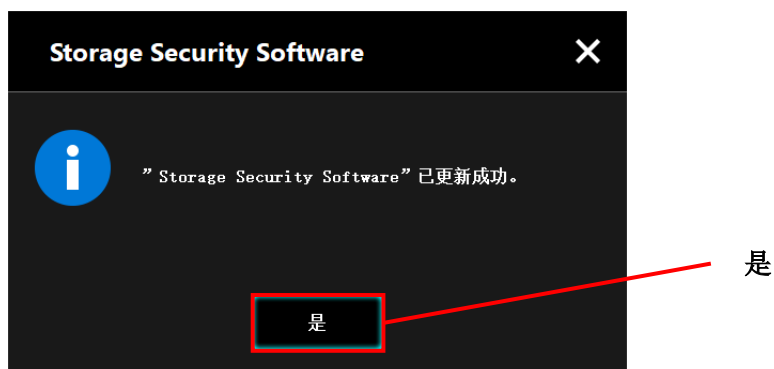 Storage Security Software
”Storage Security Software”已更新成功。
是
是